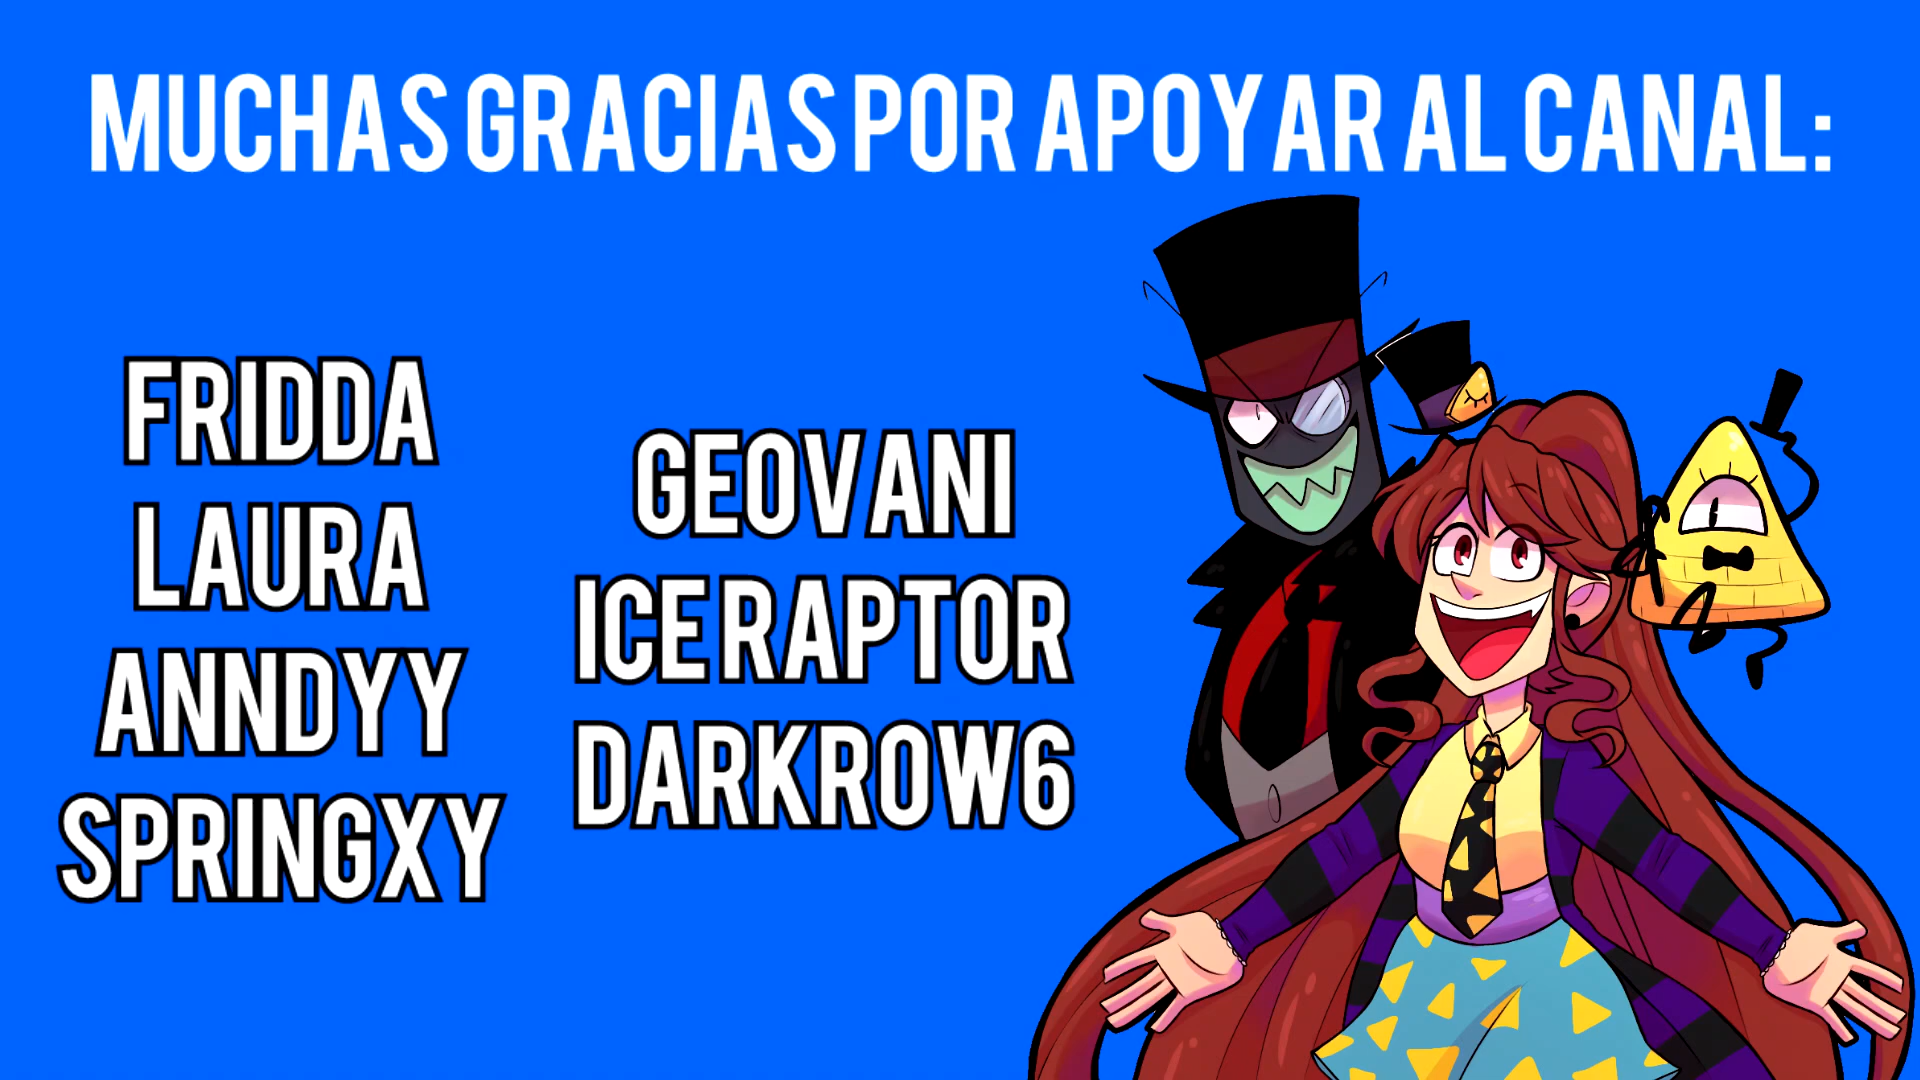 MUCHAS GRACIAS POR APOYAR AL CANAL:
FRIDDA
LAURA
ANNDYY
SPRINGXY
GEOVANI
ICE RAPTOR
DARKROW6